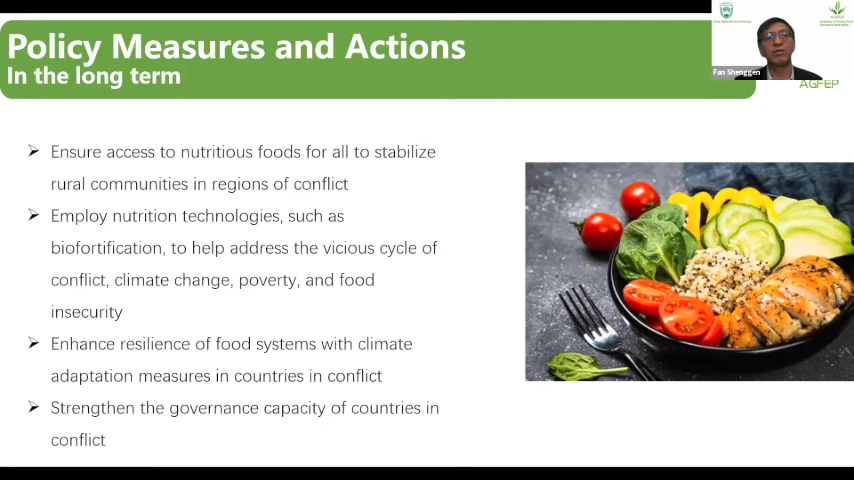 Policy Measures and Actions
In the long term
Fan Shenggen
AGFEP
➢ Ensure access to nutritious foods for all to stabilize
rural communities in regions of conflict
➢ Employ nutrition technologies, such as
biofortification, to help address the vicious cycle of
conflict, climate change, poverty, and food
insecurity
➢ Enhance resilience of food systems with climate
adaptation measures in countries in conflict
➢ Strengthen the governance capacity of countries in
conflict